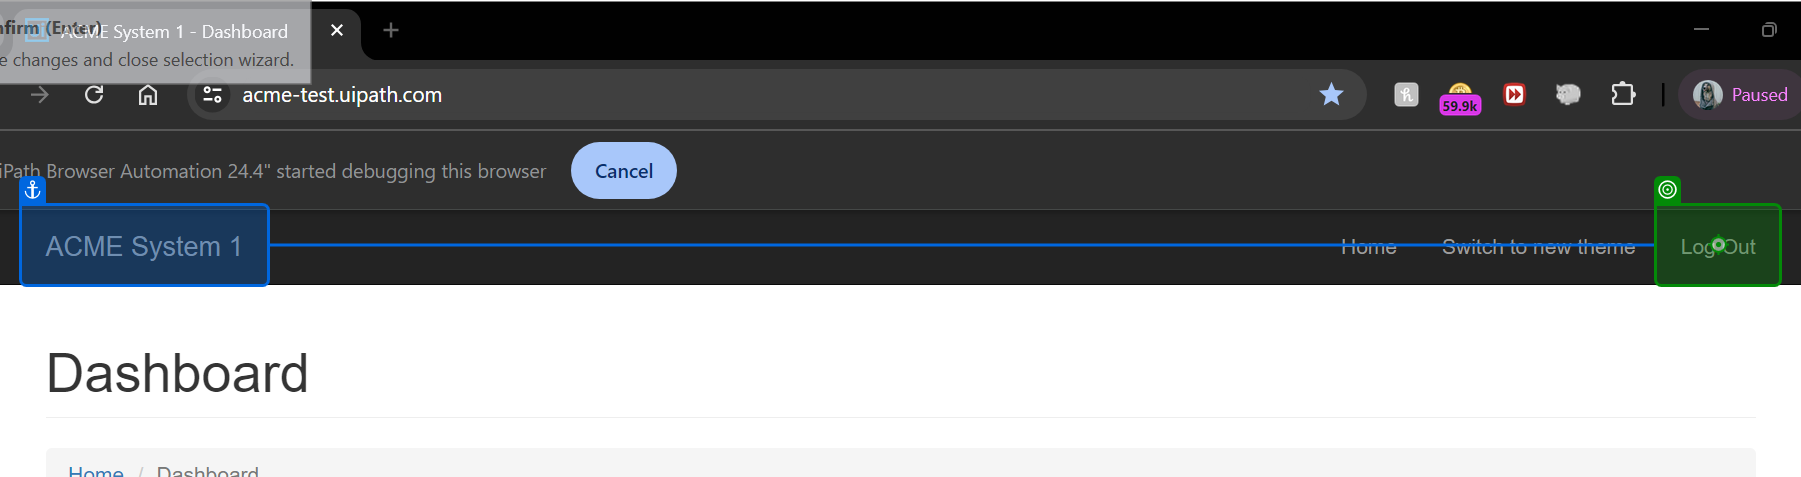 nfirm (Enter)
ACME System 1 - Dashboard
e changes and close selection wizard.
acme-test.uipath.com
59.9k
Paused
iPath Browser Automation 24.4" started debugging this browser
Cancel
ACME System 1
Home
Switch to new theme
Log Out
Dashboard
Home / Dashboard